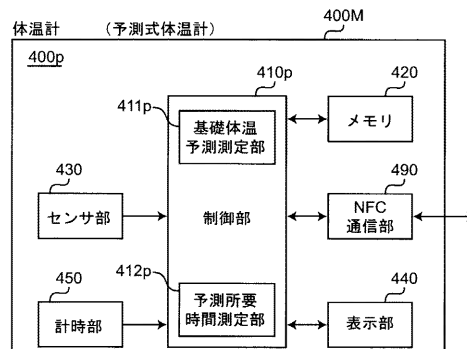 体温計 (予測式体温計) 400M
400p
410p
411p
基礎体温
予測測定部
制御部
412p
予測所要
時間測定部
420
メモリ
430
センサ部
490
NFC
通信部
450
計時部
440
表示部